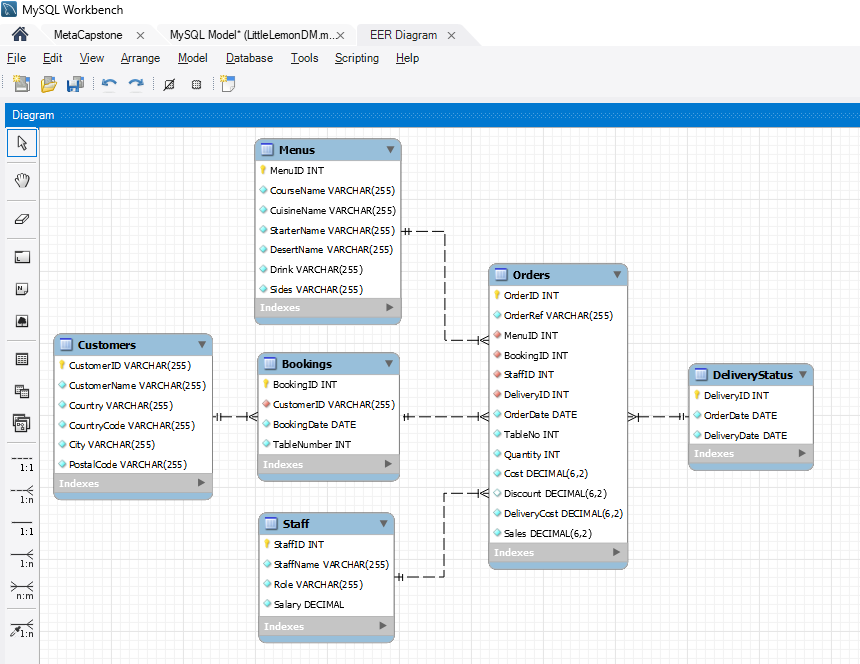 MySQL Workbench
MetaCapstone
MySQL Model* (LittleLemonDM.m...
EER Diagram
File Edit View Arrange Model Database Tools Scripting Help
Diagram
Menus
MenuID INT
CourseName VARCHAR(255)
CuisineName VARCHAR(255)
StarterName VARCHAR(255)
DesertName VARCHAR(255)
Drink VARCHAR(255)
Sides VARCHAR(255)
Indexes
Customers
CustomerID VARCHAR(255)
CustomerName VARCHAR(255)
Country VARCHAR(255)
CountryCode VARCHAR(255)
City VARCHAR(255)
PostalCode VARCHAR(255)
Indexes
Bookings
BookingID INT
CustomerID VARCHAR(255)
BookingDate DATE
TableNumber INT
Indexes
Staff
StaffID INT
StaffName VARCHAR(255)
Role VARCHAR(255)
Salary DECIMAL
Indexes
Orders
OrderID INT
OrderRef VARCHAR(255)
MenuID INT
BookingID INT
StaffID INT
DeliveryID INT
OrderDate DATE
TableNo INT
Quantity INT
Cost DECIMAL(6,2)
Discount DECIMAL(6,2)
DeliveryCost DECIMAL(6,2)
Sales DECIMAL(6,2)
Indexes
DeliveryStatus
DeliveryID INT
OrderDate DATE
DeliveryDate DATE
Indexes
1:1
1:n
1:1
1:n
n:m
1:n